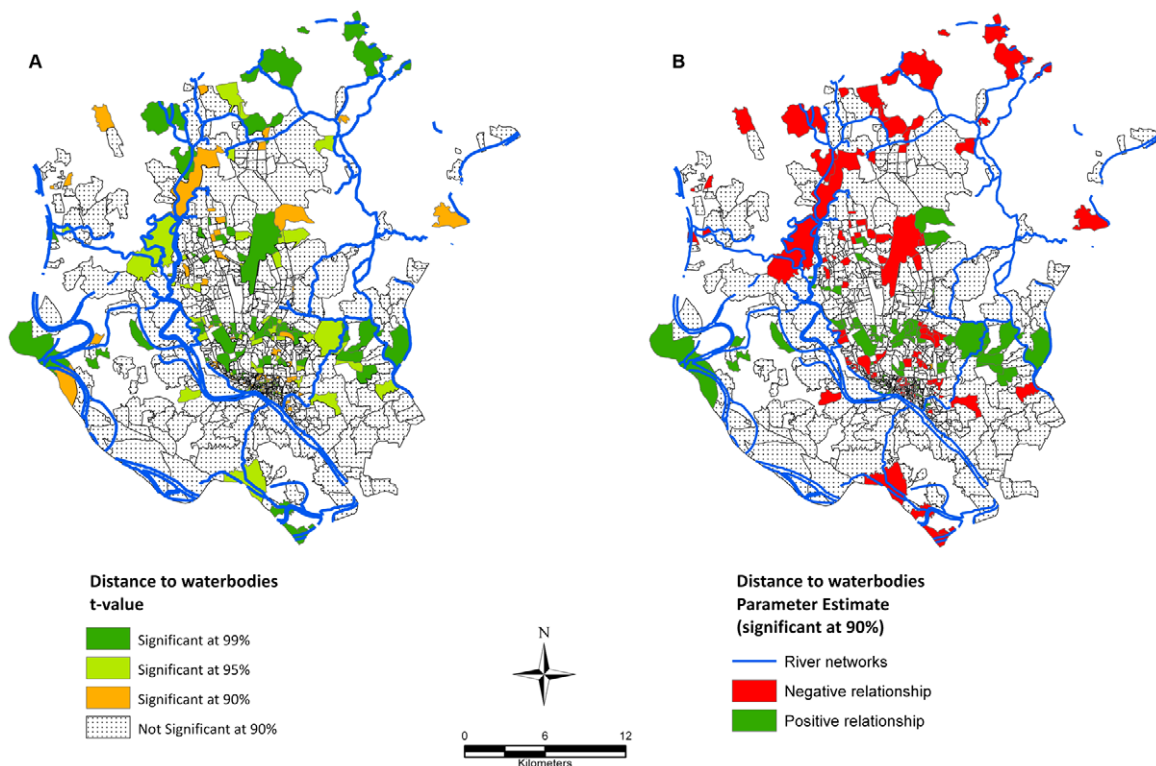 A
B
Distance to waterbodies
t-value
Significant at 99%
Significant at 95%
Significant at 90%
Not Significant at 90%
N
0 6 12
Kilometers
Distance to waterbodies
Parameter Estimate
(significant at 90%)
River networks
Negative relationship
Positive relationship